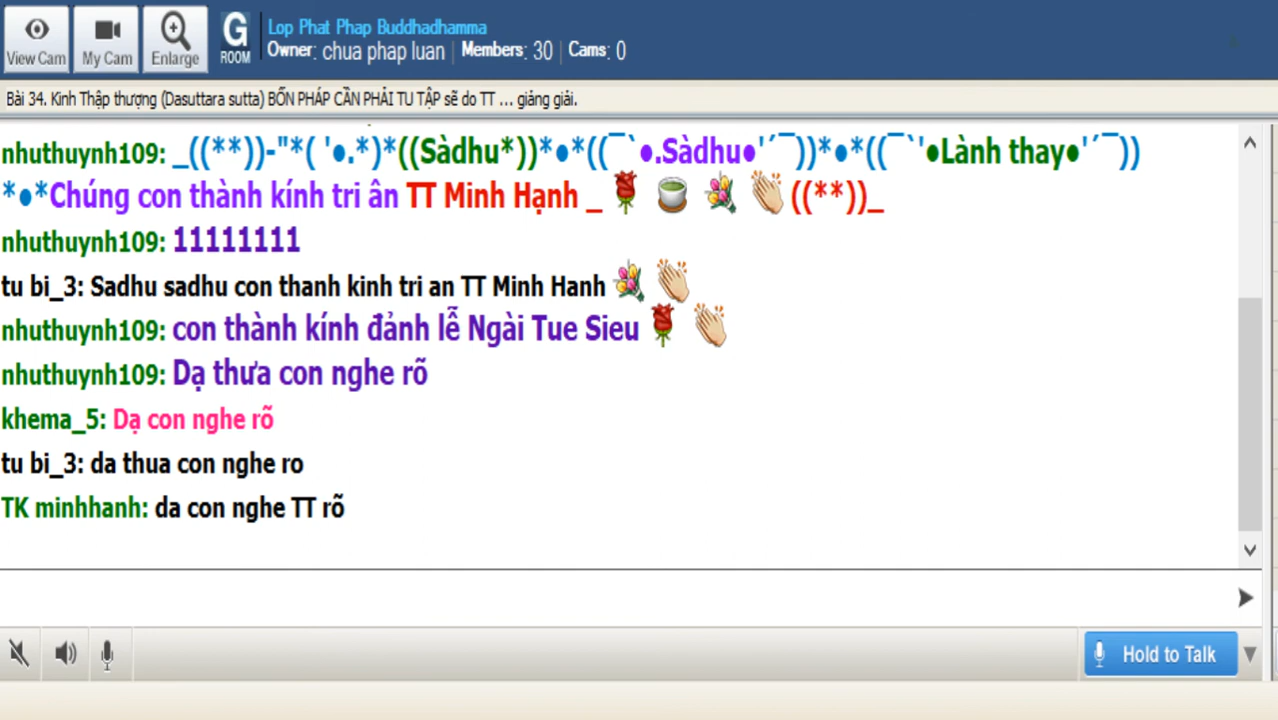 View Cam
My Cam
Enlarge
G
ROOM
Lop Phat Phap Buddhadhamma
Owner: chua phap luan | Members: 30 | Cams: 0
Bài 34. Kinh Thập thượng (Dasuttara sutta) BỐN PHÁP CẦN PHẢI TU TẬP sẽ do TT ... giảng giải.
nhuthuynh109: _((**))-"*( '●.*)*((Sàdhu*))*●*((¯`●.Sàdhu●'´¯))*●*((¯`'●Lành thay●'´¯))
*●*Chúng con thành kính tri ân TT Minh Hạnh _ 🌹 🍵 💐 👏 ((**))_
nhuthuynh109: 11111111
tu bi_3: Sadhu sadhu con thanh kinh tri an TT Minh Hanh 💐 👏
nhuthuynh109: con thành kính đảnh lễ Ngài Tue Sieu 🌹 👏
nhuthuynh109: Dạ thưa con nghe rõ
khema_5: Dạ con nghe rõ
tu bi_3: da thua con nghe ro
TK minhhanh: da con nghe TT rõ
Hold to Talk